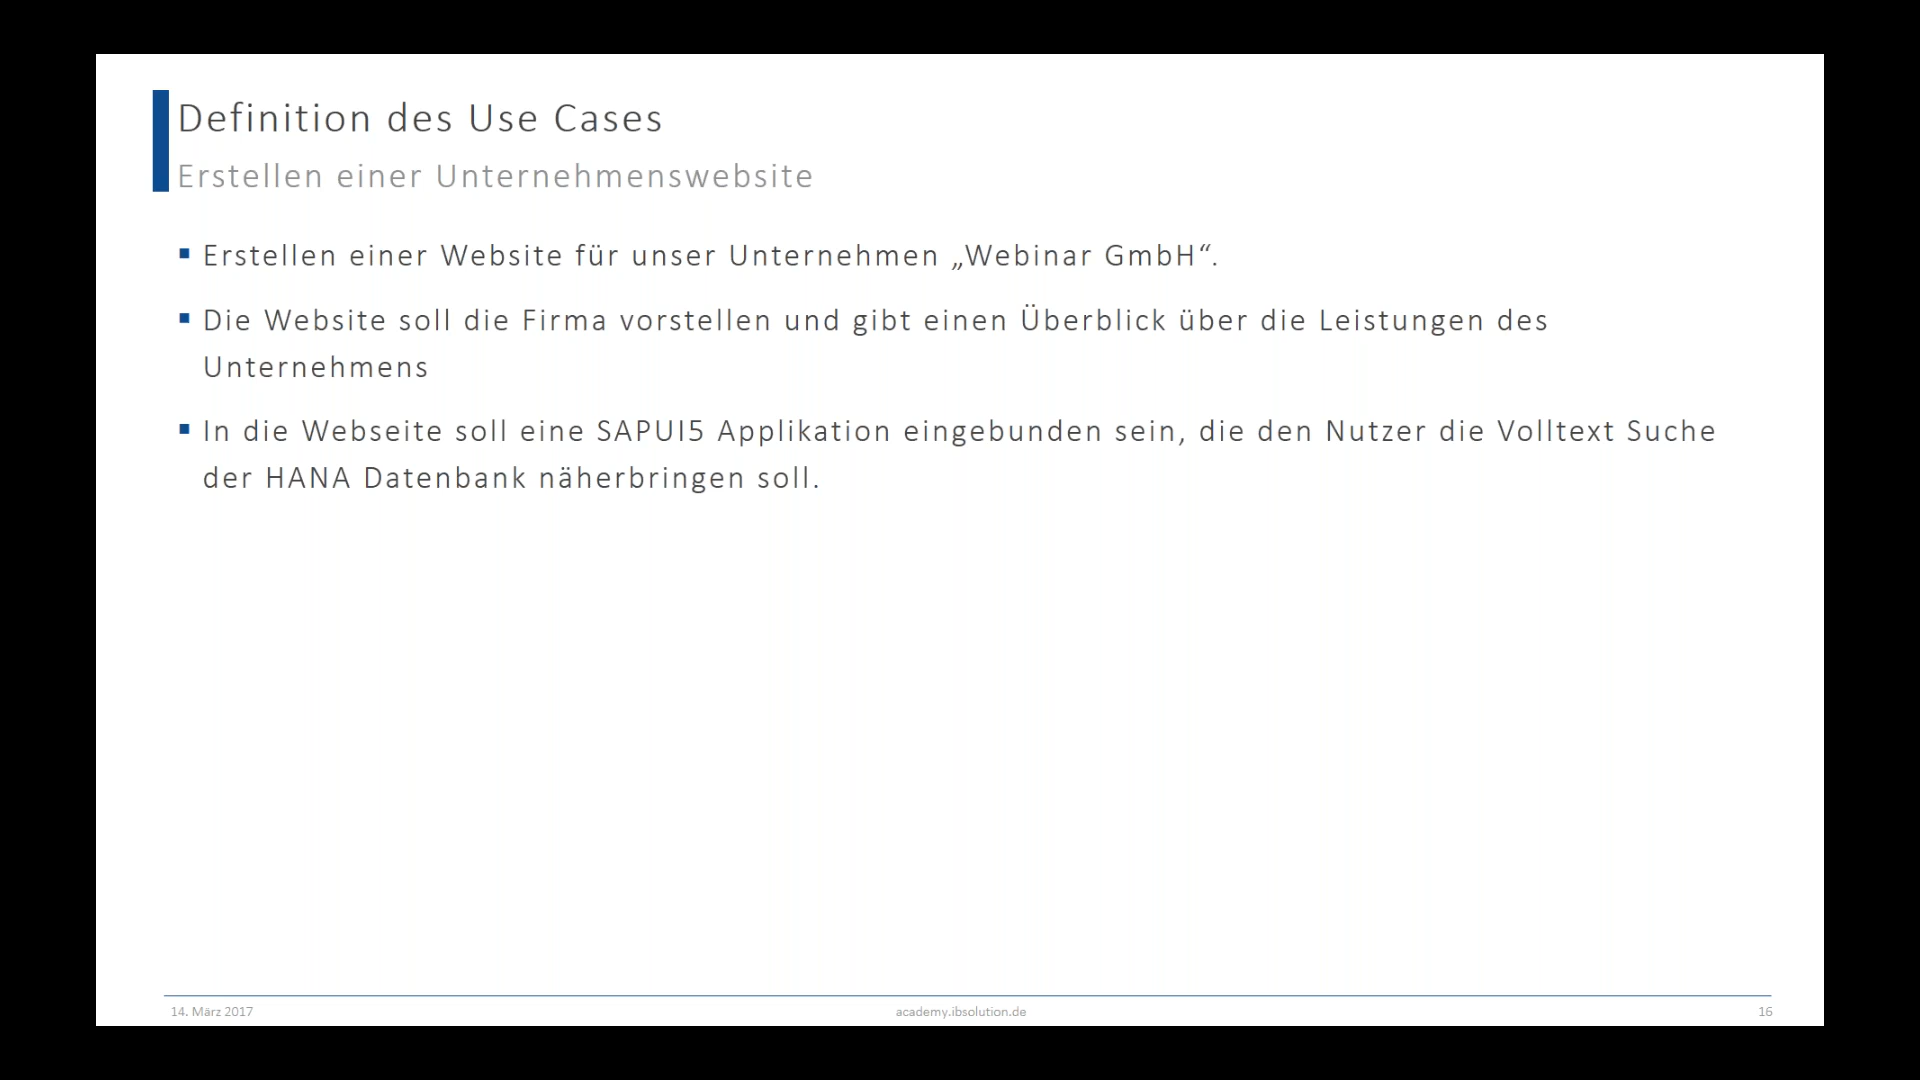 Definition des Use Cases
Erstellen einer Unternehmenswebsite
Erstellen einer Website für unser Unternehmen „Webinar GmbH“.
Die Website soll die Firma vorstellen und gibt einen Überblick über die Leistungen des
Unternehmens
In die Webseite soll eine SAPUI5 Applikation eingebunden sein, die den Nutzer die Volltext Suche
der HANA Datenbank näherbringen soll.
14. März 2017
academy.ibsolution.de
16